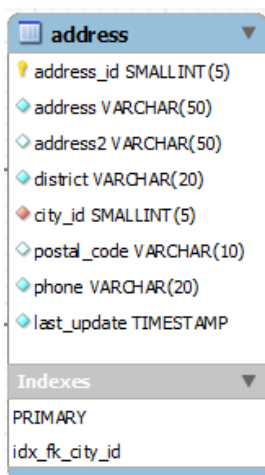 address
address_id SMALLINT(5)
address VARCHAR(50)
address2 VARCHAR(50)
district VARCHAR(20)
city_id SMALLINT(5)
postal_code VARCHAR(10)
phone VARCHAR(20)
last_update TIMESTAMP
Indexes
PRIMARY
idx_fk_city_id